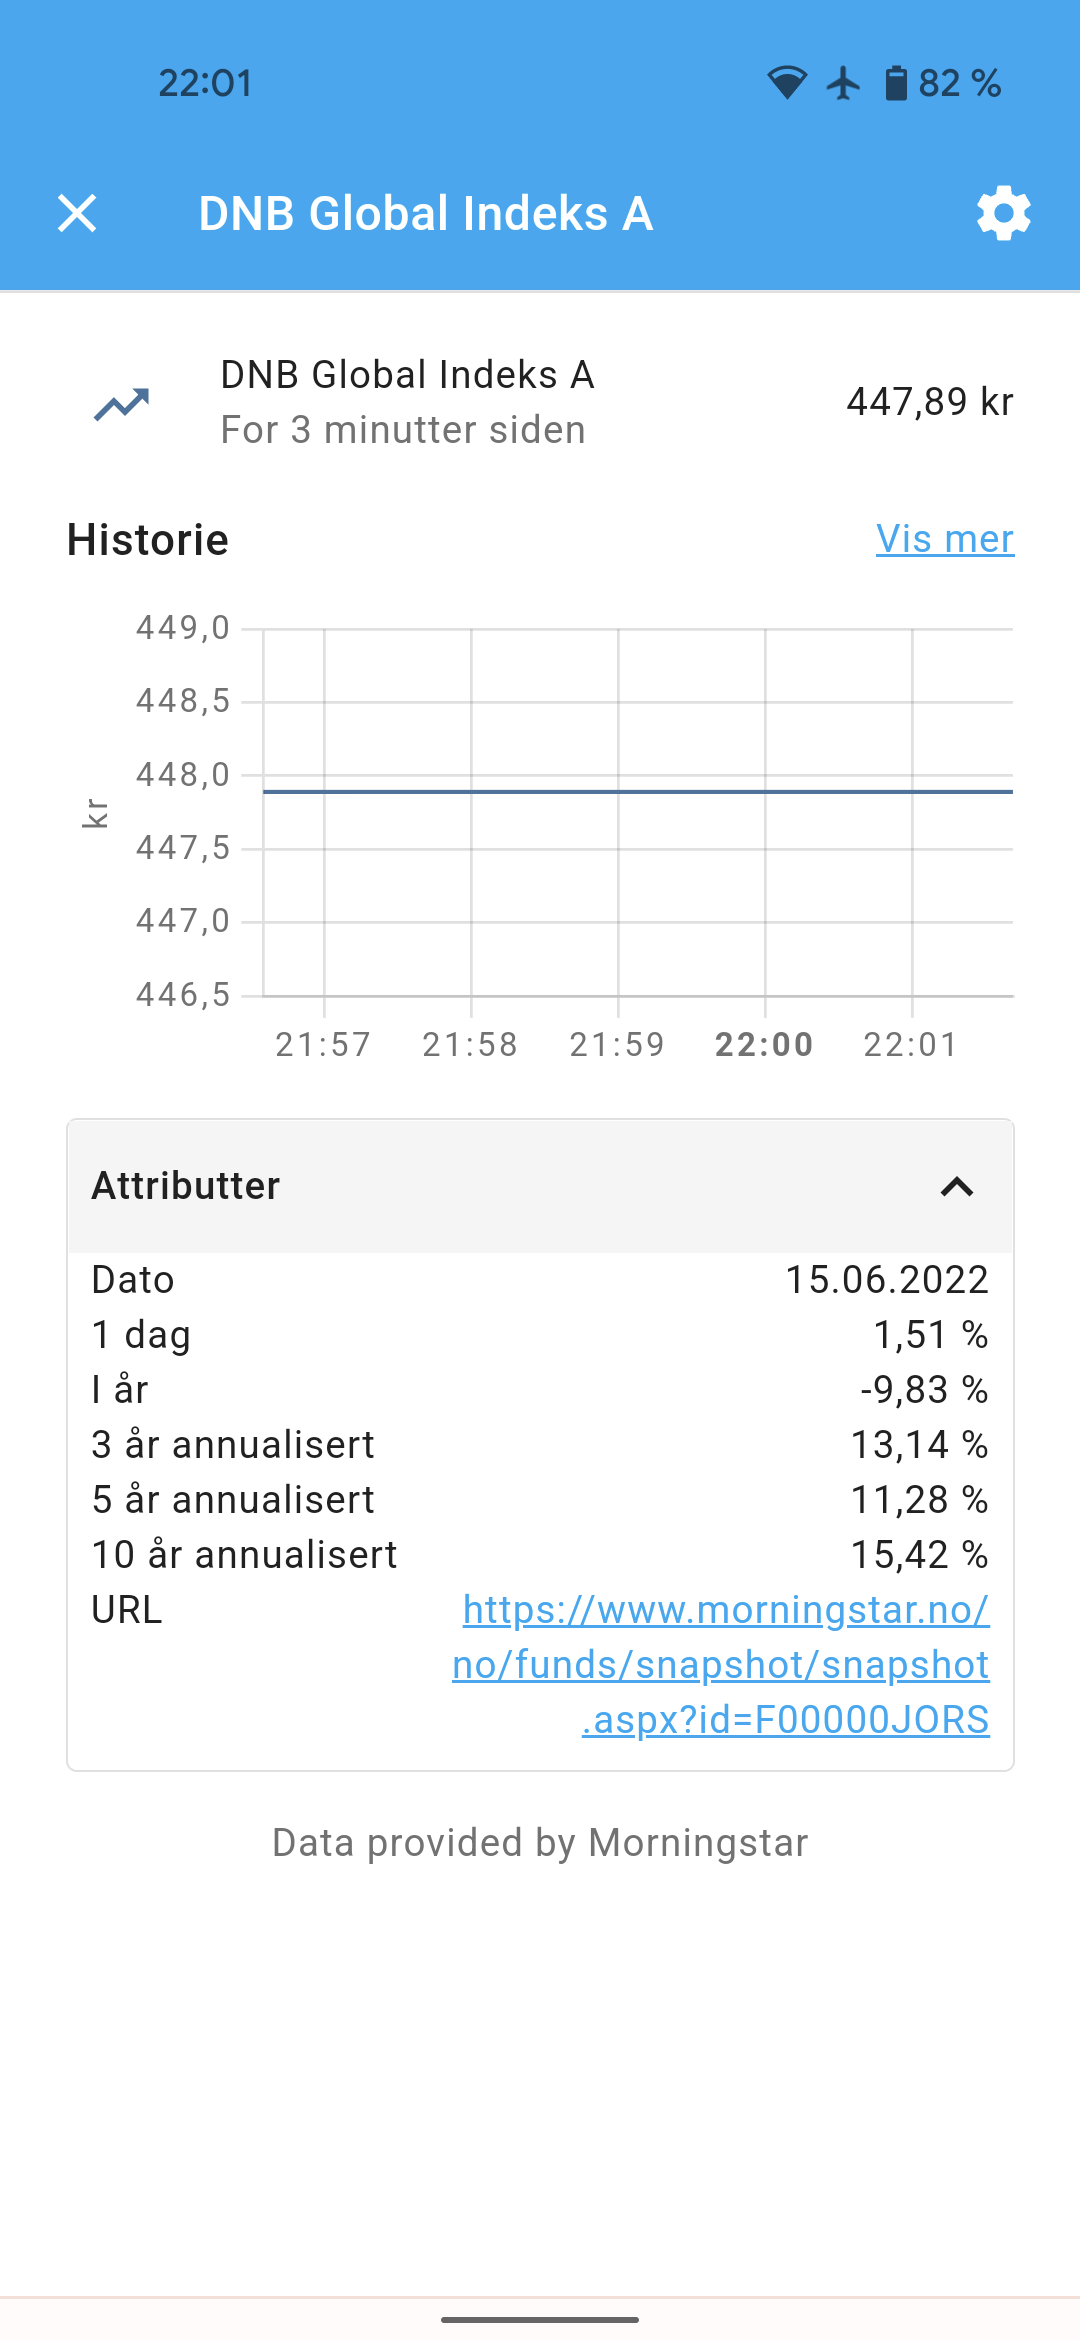 22:01 82 %
DNB Global Indeks A
DNB Global Indeks A
For 3 minutter siden
447,89 kr
Historie Vis mer
449,0
448,5
448,0
447,5
447,0
446,5
kr
21:57 21:58 21:59 22:00 22:01
Attributter
Dato 15.06.2022
1 dag 1,51 %
I år -9,83 %
3 år annualisert 13,14 %
5 år annualisert 11,28 %
10 år annualisert 15,42 %
URL https://www.morningstar.no/
no/funds/snapshot/snapshot
.aspx?id=F00000JORS
Data provided by Morningstar